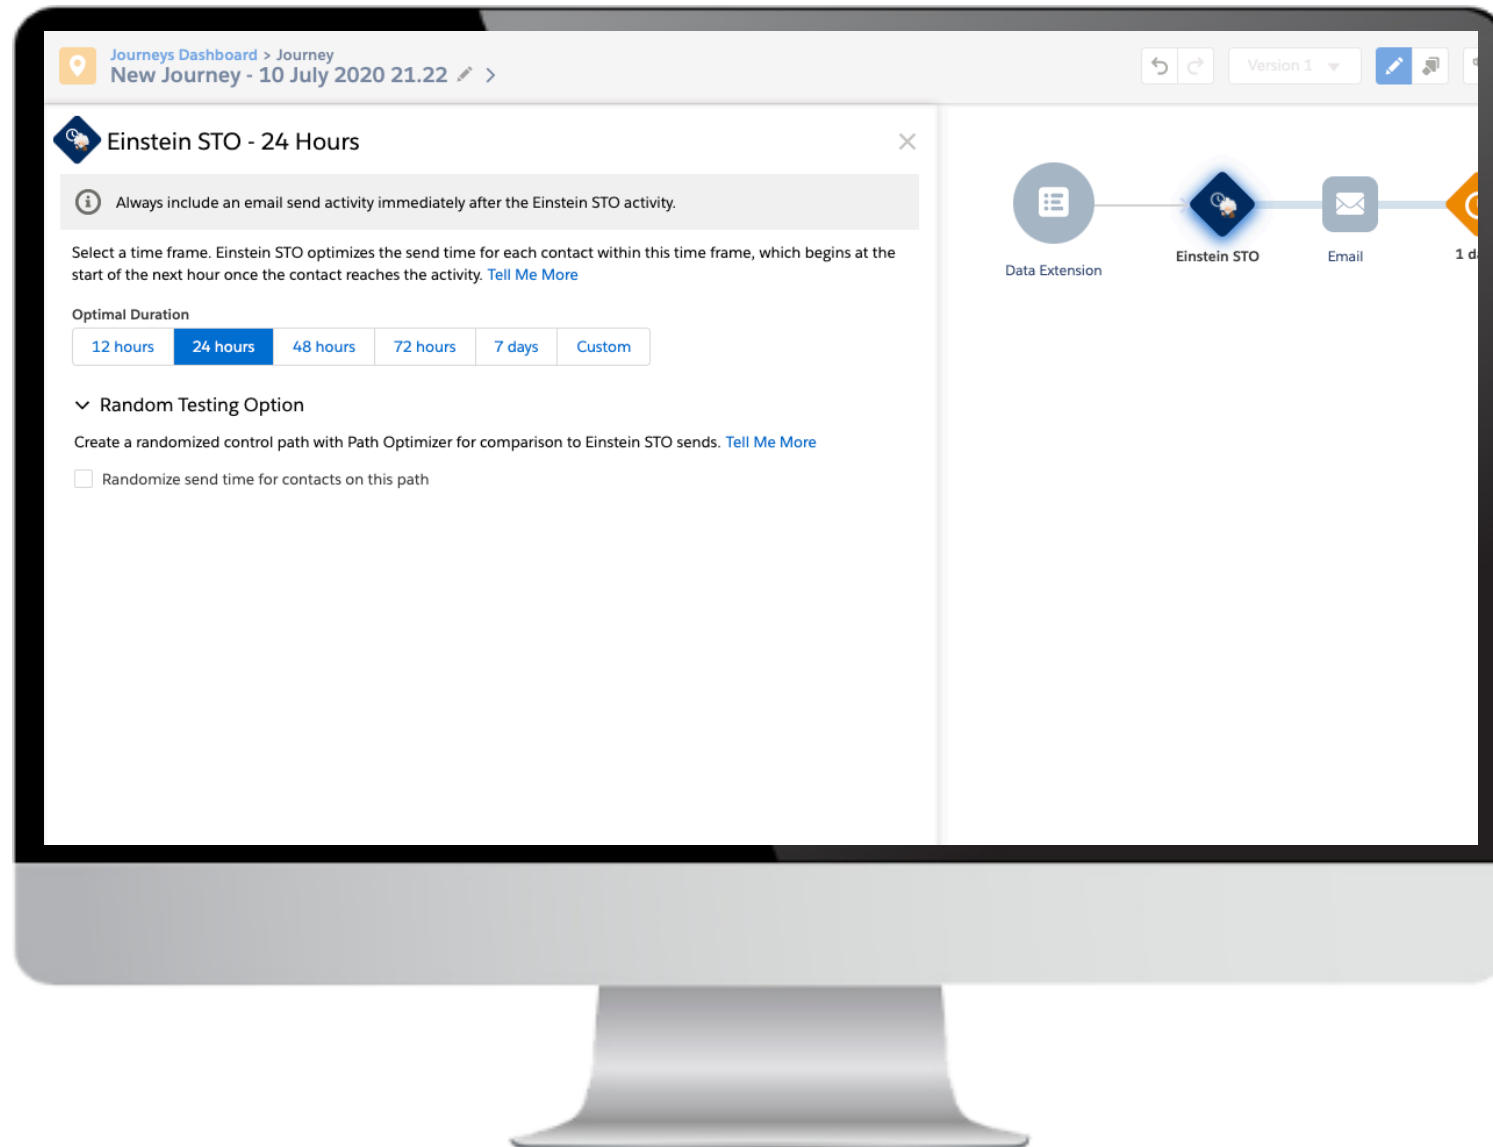 Journeys Dashboard > Journey
New Journey - 10 July 2020 21.22 >
Version 1
Einstein STO - 24 Hours
Always include an email send activity immediately after the Einstein STO activity.
Select a time frame. Einstein STO optimizes the send time for each contact within this time frame, which begins at the
start of the next hour once the contact reaches the activity. Tell Me More
Optimal Duration
12 hours 24 hours 48 hours 72 hours 7 days Custom
Random Testing Option
Create a randomized control path with Path Optimizer for comparison to Einstein STO sends. Tell Me More
Randomize send time for contacts on this path
Data Extension
Einstein STO
Email
1 d